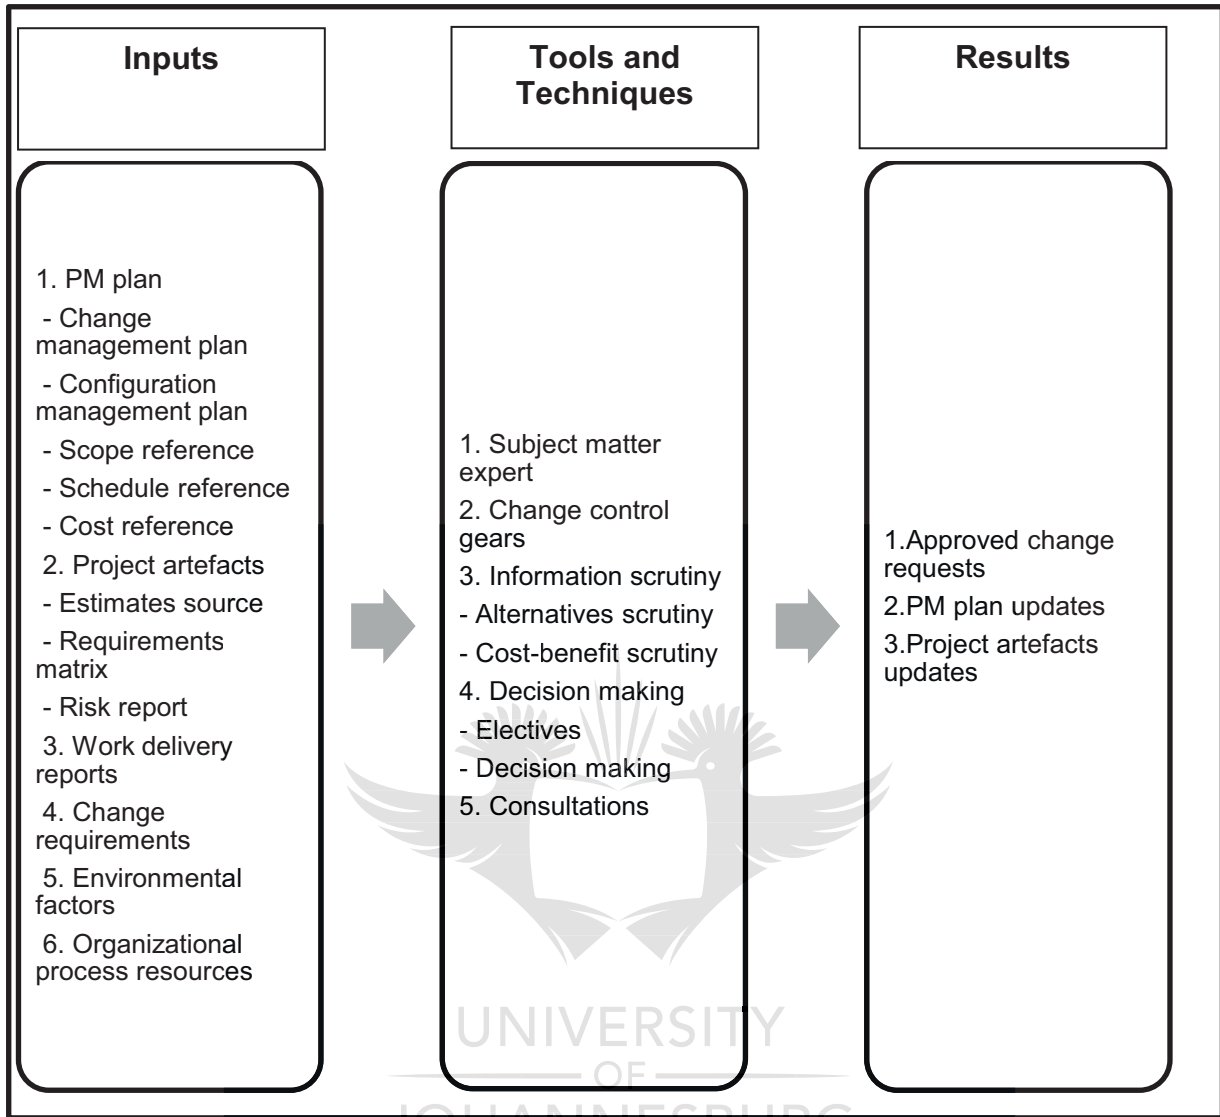 Inputs
Tools and
Techniques
Results
1. PM plan
- Change
management plan
- Configuration
management plan
- Scope reference
- Schedule reference
- Cost reference
2. Project artefacts
- Estimates source
- Requirements
matrix
- Risk report
3. Work delivery
reports
4. Change
requirements
5. Environmental
factors
6. Organizational
process resources
1. Subject matter
expert
2. Change control
gears
3. Information scrutiny
- Alternatives scrutiny
- Cost-benefit scrutiny
4. Decision making
- Electives
- Decision making
5. Consultations
1.Approved change
requests
2.PM plan updates
3.Project artefacts
updates
UNIVERSITY
OF
JOHANNESBURG